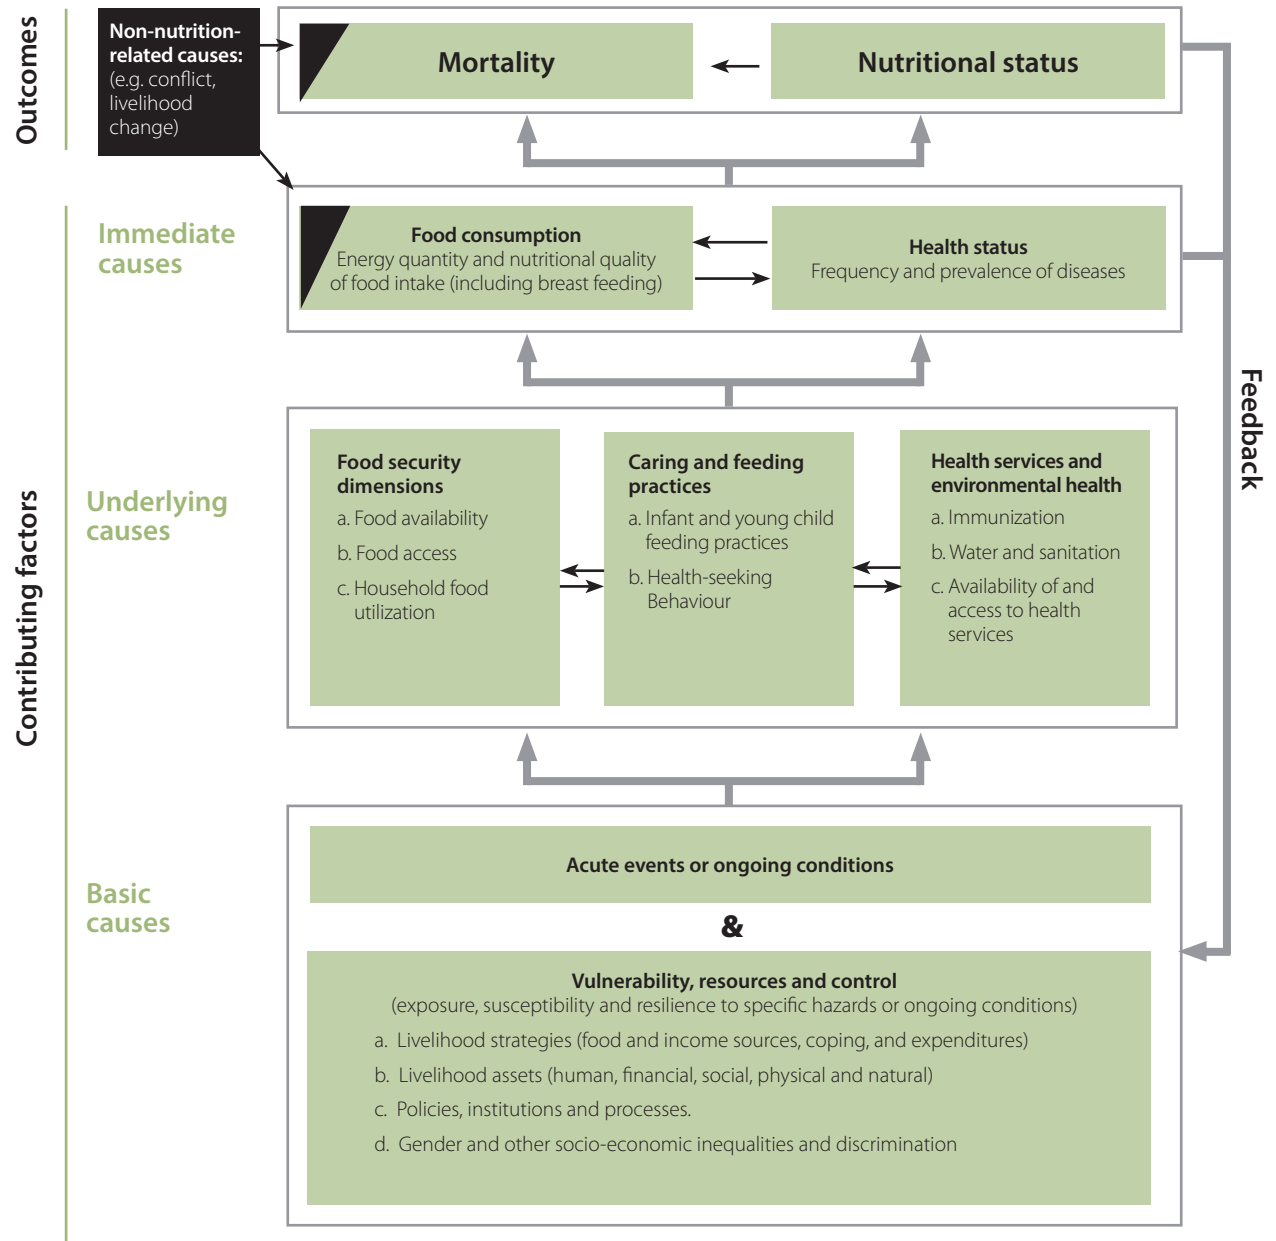 Outcomes
Non-nutrition-
related causes:
(e.g. conflict,
livelihood
change)
Mortality
Nutritional status
Contributing factors
Immediate
causes
Food consumption
Energy quantity and nutritional quality
of food intake (including breast feeding)
Health status
Frequency and prevalence of diseases
Feedback
Underlying
causes
Food security
dimensions
a. Food availability
b. Food access
c. Household food
utilization
Caring and feeding
practices
a. Infant and young child
feeding practices
b. Health-seeking
Behaviour
Health services and
environmental health
a. Immunization
b. Water and sanitation
c. Availability of and
access to health
services
Basic
causes
Acute events or ongoing conditions
&
Vulnerability, resources and control
(exposure, susceptibility and resilience to specific hazards or ongoing conditions)
a. Livelihood strategies (food and income sources, coping, and expenditures)
b. Livelihood assets (human, financial, social, physical and natural)
c. Policies, institutions and processes.
d. Gender and other socio-economic inequalities and discrimination